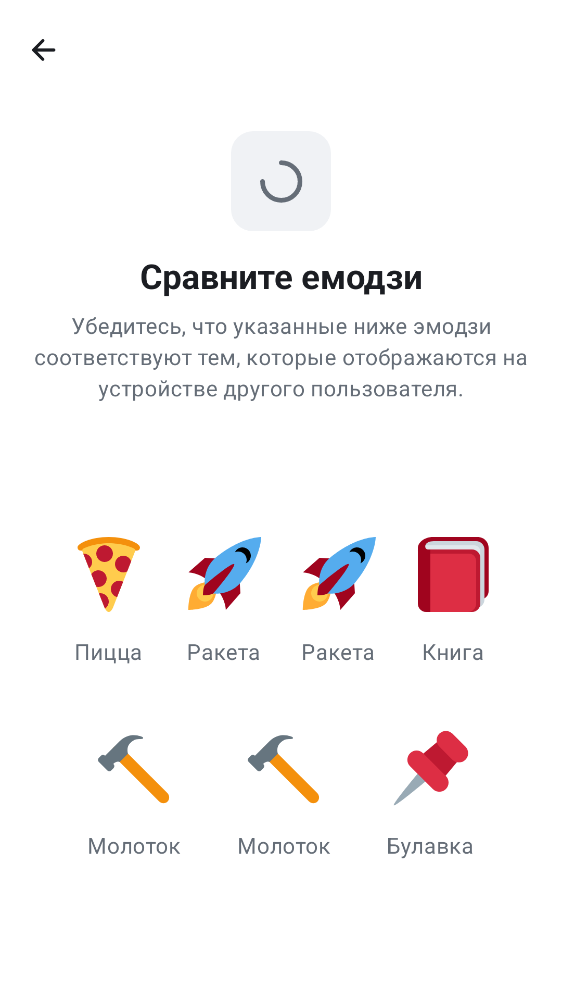 Сравните емодзи
Убедитесь, что указанные ниже эмодзи
соответствуют тем, которые отображаются на
устройстве другого пользователя.
Пицца Ракета Ракета Книга
Молоток Молоток Булавка